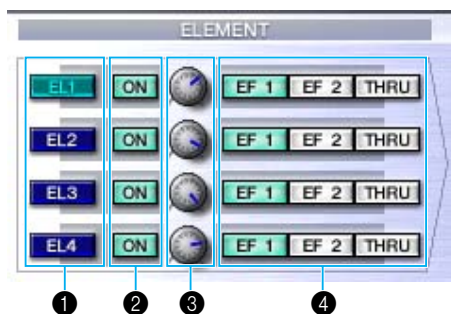 ELEMENT
EL1 ON EF 1 EF 2 THRU
EL2 ON EF 1 EF 2 THRU
EL3 ON EF 1 EF 2 THRU
EL4 ON EF 1 EF 2 THRU
1 2 3 4